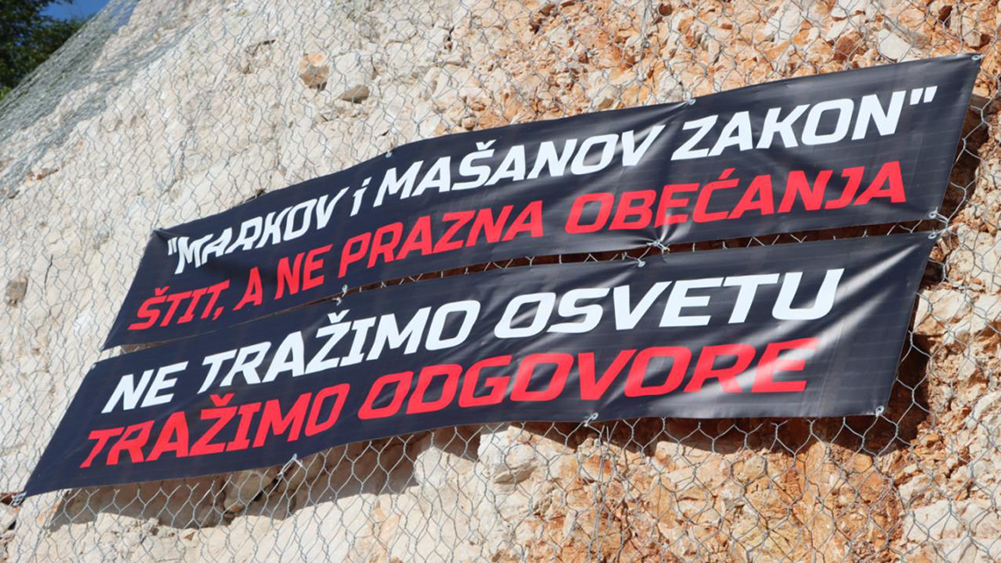 "MARKOV i MAŠANOV ZAKON"
ŠTIT, A NE PRAZNA OBEĆANJA
NE TRAŽIMO OSVETU
TRAŽIMO ODGOVORE